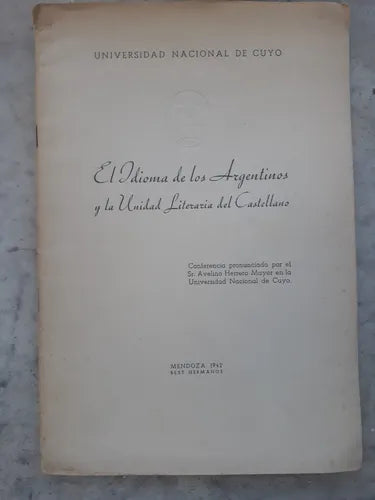 UNIVERSIDAD NACIONAL DE CUYO
El Idioma de los Argentinos
y la Unidad Literaria del Castellano
Conferencia pronunciada por el
Sr. Avelino Herrero Mayor en la
Universidad Nacional de Cuyo.
MENDOZA, 1942
BEST HERMANOS